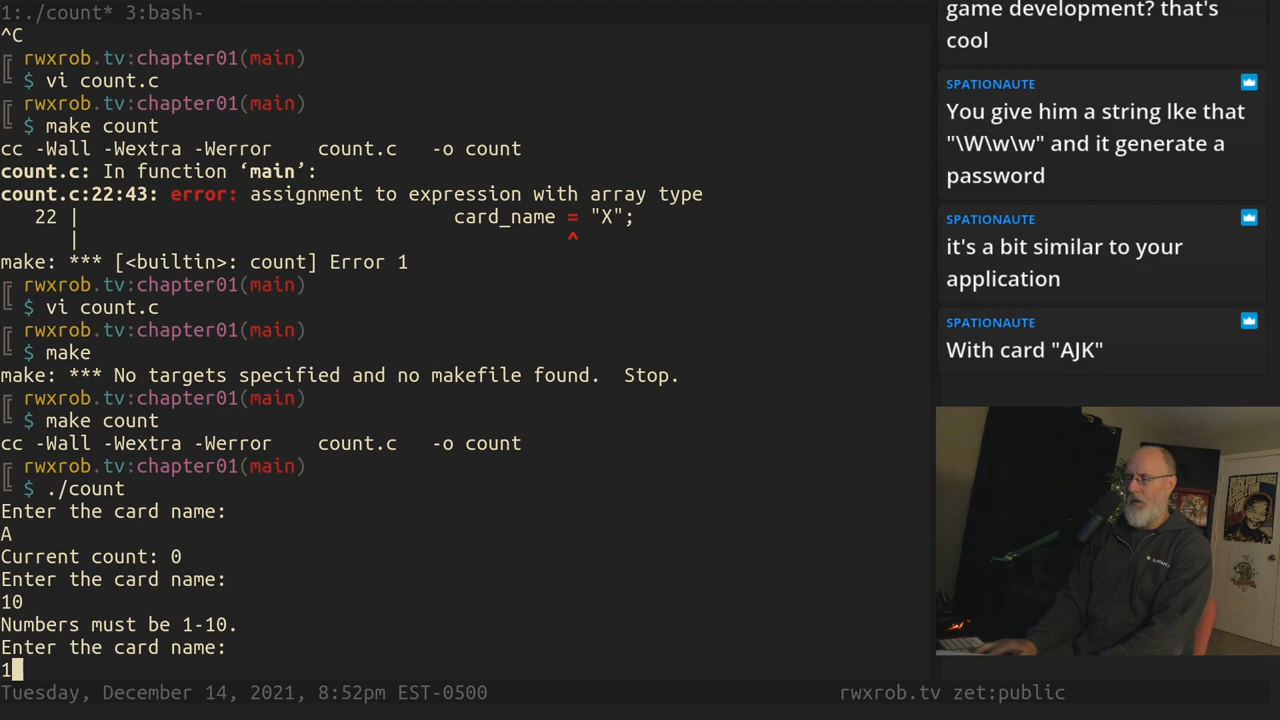 1:./count* 3:bash-
^C
rwxrob.tv:chapter01(main)
$ vi count.c
rwxrob.tv:chapter01(main)
$ make count
cc -Wall -Wextra -Werror    count.c   -o count
count.c: In function ‘main’:
count.c:22:43: error: assignment to expression with array type
22 |                                 card_name = "X";
|                                           ^
make: *** [<builtin>: count] Error 1
rwxrob.tv:chapter01(main)
$ vi count.c
rwxrob.tv:chapter01(main)
$ make
make: *** No targets specified and no makefile found.  Stop.
rwxrob.tv:chapter01(main)
$ make count
cc -Wall -Wextra -Werror    count.c   -o count
rwxrob.tv:chapter01(main)
$ ./count
Enter the card name:
A
Current count: 0
Enter the card name:
10
Numbers must be 1-10.
Enter the card name:
1
Tuesday, December 14, 2021, 8:52pm EST-0500
rwxrob.tv zet:public
game development? that's
cool
SPATIONAUTE
You give him a string lke that
"\W\w\w" and it generate a
password
SPATIONAUTE
it's a bit similar to your
application
SPATIONAUTE
With card "AJK"